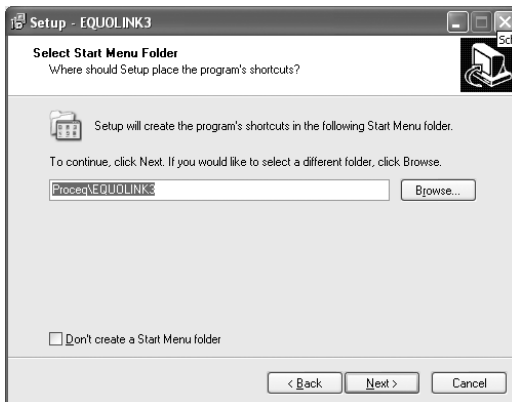 Setup - EQUOLINK3
Select Start Menu Folder
Where should Setup place the program's shortcuts?
Setup will create the program's shortcuts in the following Start Menu folder.
To continue, click Next. If you would like to select a different folder, click Browse.
Proceq\EQUOLINK3
Browse...
Don't create a Start Menu folder
< Back
Next >
Cancel